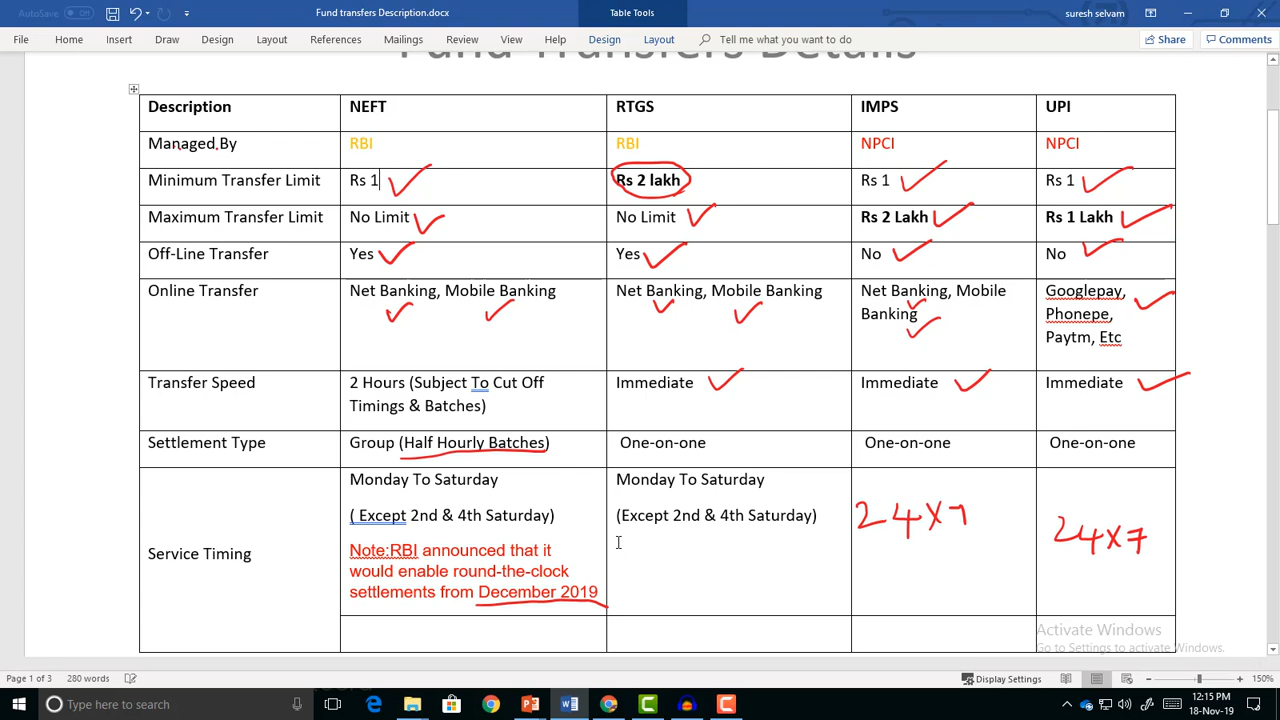 AutoSave Off
Fund transfers Description.docx
Table Tools
suresh selvam
File Home Insert Draw Design Layout References Mailings Review View Help Design Layout Tell me what you want to do Share Comments
Fund Transfers Details
Description NEFT RTGS IMPS UPI
Managed By RBI RBI NPCI NPCI
Minimum Transfer Limit Rs 1 Rs 2 lakh Rs 1 Rs 1
Maximum Transfer Limit No Limit No Limit Rs 2 Lakh Rs 1 Lakh
Off-Line Transfer Yes Yes No No
Online Transfer Net Banking, Mobile Banking Net Banking, Mobile Banking Net Banking, Mobile Googlepay,
Banking Phonepe,
Paytm, Etc
Transfer Speed 2 Hours (Subject To Cut Off Immediate Immediate Immediate
Timings & Batches)
Settlement Type Group (Half Hourly Batches) One-on-one One-on-one One-on-one
Monday To Saturday Monday To Saturday
( Except 2nd & 4th Saturday) (Except 2nd & 4th Saturday) 24X7 24X7
Service Timing Note:RBI announced that it
would enable round-the-clock
settlements from December 2019
Activate Windows
Go to Settings to activate Windows.
Page 1 of 3 280 words Display Settings 150%
Type here to search
12:15 PM
18-Nov-19